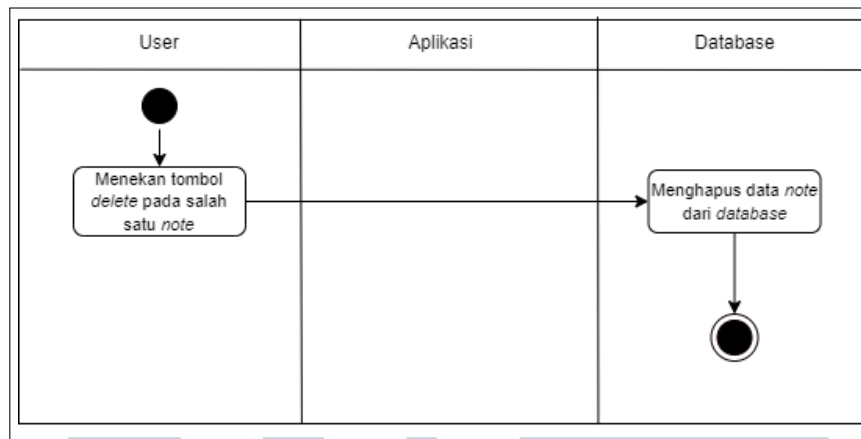 User
Aplikasi
Database
Menekan tombol
delete pada salah
satu note
Menghapus data note
dari database